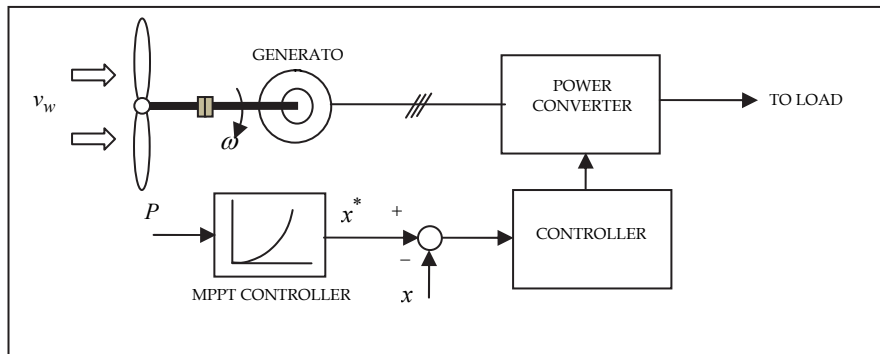 GENERATO
v_w
ω
POWER
CONVERTER
TO LOAD
P
x*
+
−
x
MPPT CONTROLLER
CONTROLLER